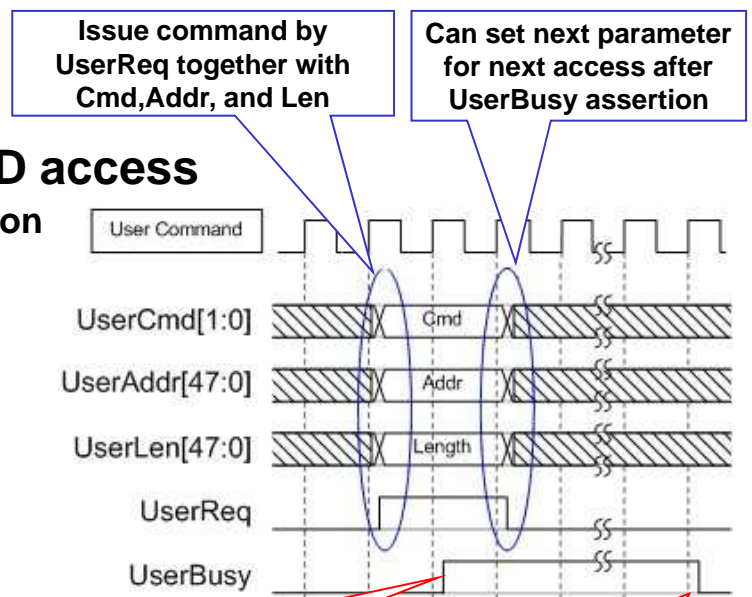 Issue command by
UserReq together with
Cmd,Addr, and Len
Can set next parameter
for next access after
UserBusy assertion
D access
on
User Command
UserCmd[1:0]
Cmd
UserAddr[47:0]
Addr
UserLen[47:0]
Length
UserReq
UserBusy